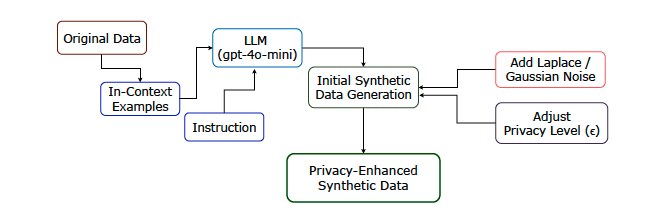 Original Data
LLM
(gpt-4o-mini)
In-Context
Examples
Instruction
Initial Synthetic
Data Generation
Add Laplace /
Gaussian Noise
Adjust
Privacy Level (ϵ)
Privacy-Enhanced
Synthetic Data